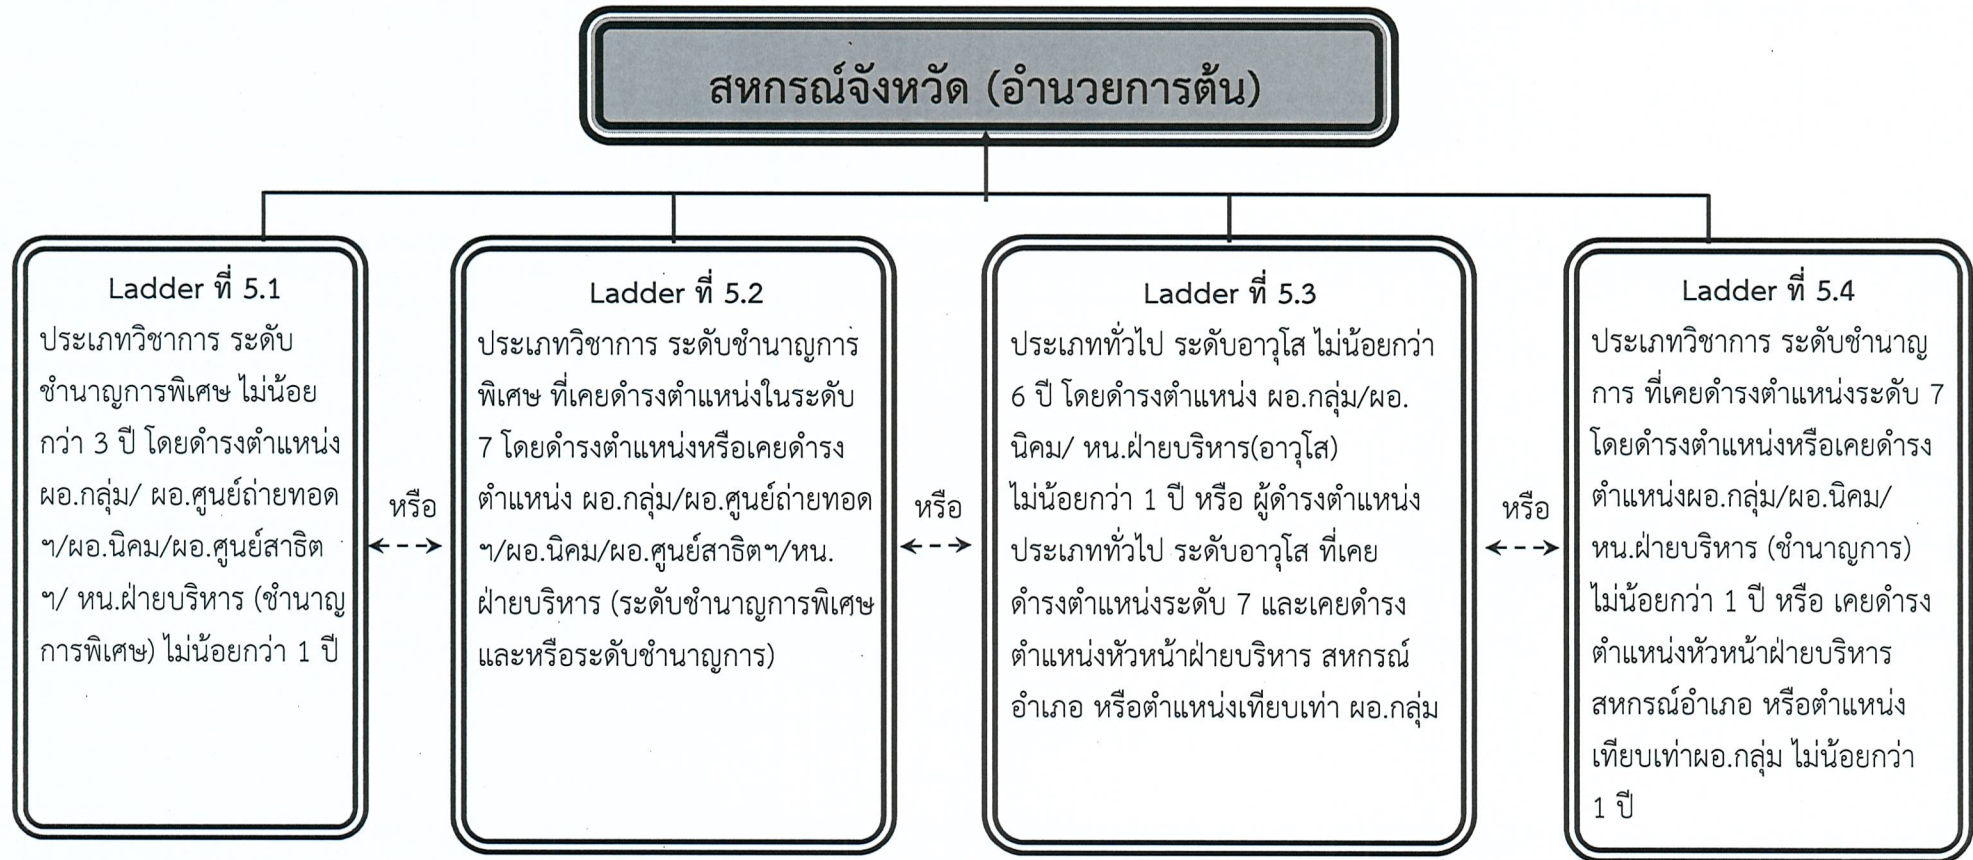 สหกรณ์จังหวัด (อำนวยการต้น)
Ladder ที่ 5.1
ประเภทวิชาการ ระดับ
ชำนาญการพิเศษ ไม่น้อย
กว่า 3 ปี โดยดำรงตำแหน่ง
ผอ.กลุ่ม/ ผอ.ศูนย์ถ่ายทอด
ฯ/ผอ.นิคม/ผอ.ศูนย์สาธิต
ฯ/ หน.ฝ่ายบริหาร (ชำนาญ
การพิเศษ) ไม่น้อยกว่า 1 ปี
หรือ
Ladder ที่ 5.2
ประเภทวิชาการ ระดับชำนาญการ
พิเศษ ที่เคยดำรงตำแหน่งในระดับ
7 โดยดำรงตำแหน่งหรือเคยดำรง
ตำแหน่ง ผอ.กลุ่ม/ผอ.ศูนย์ถ่ายทอด
ฯ/ผอ.นิคม/ผอ.ศูนย์สาธิตฯ/หน.
ฝ่ายบริหาร (ระดับชำนาญการพิเศษ
และหรือระดับชำนาญการ)
หรือ
Ladder ที่ 5.3
ประเภททั่วไป ระดับอาวุโส ไม่น้อยกว่า
6 ปี โดยดำรงตำแหน่ง ผอ.กลุ่ม/ผอ.
นิคม/ หน.ฝ่ายบริหาร(อาวุโส)
ไม่น้อยกว่า 1 ปี หรือ ผู้ดำรงตำแหน่ง
ประเภททั่วไป ระดับอาวุโส ที่เคย
ดำรงตำแหน่งระดับ 7 และเคยดำรง
ตำแหน่งหัวหน้าฝ่ายบริหาร สหกรณ์
อำเภอ หรือตำแหน่งเทียบเท่า ผอ.กลุ่ม
หรือ
Ladder ที่ 5.4
ประเภทวิชาการ ระดับชำนาญ
การ ที่เคยดำรงตำแหน่งระดับ 7
โดยดำรงตำแหน่งหรือเคยดำรง
ตำแหน่งผอ.กลุ่ม/ผอ.นิคม/
หน.ฝ่ายบริหาร (ชำนาญการ)
ไม่น้อยกว่า 1 ปี หรือ เคยดำรง
ตำแหน่งหัวหน้าฝ่ายบริหาร
สหกรณ์อำเภอ หรือตำแหน่ง
เทียบเท่าผอ.กลุ่ม ไม่น้อยกว่า
1 ปี